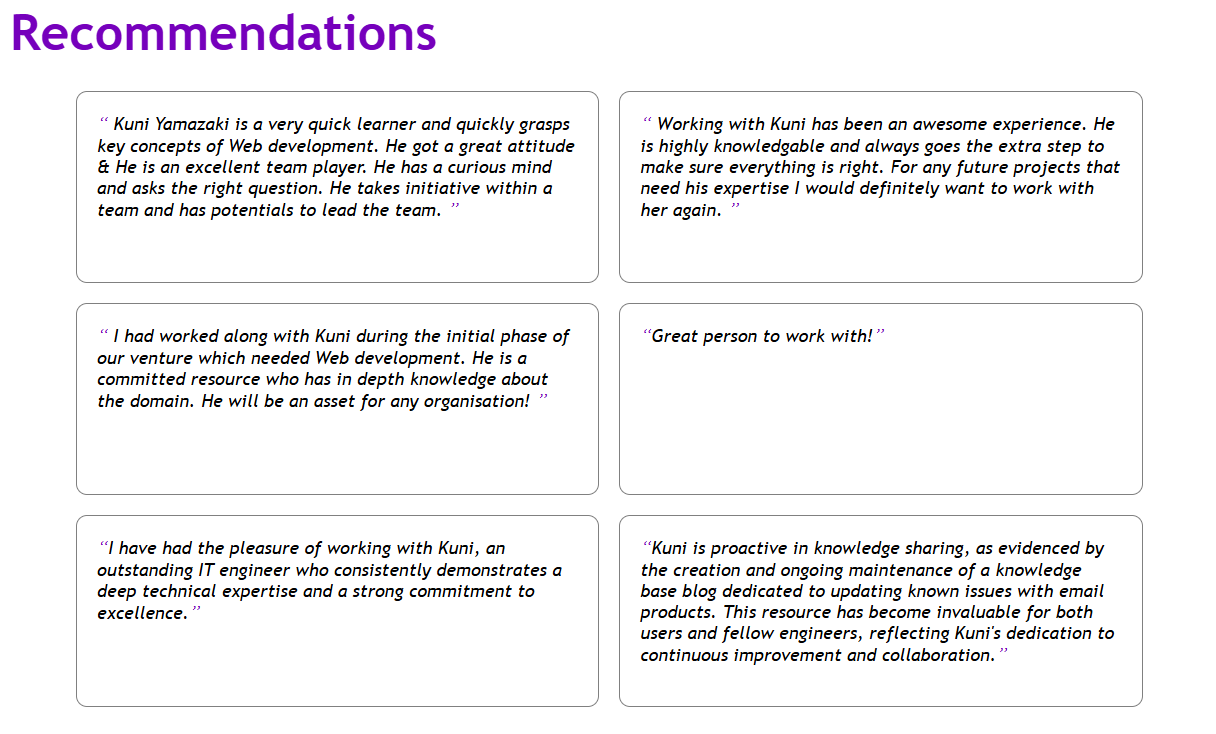 Recommendations
“ Kuni Yamazaki is a very quick learner and quickly grasps
key concepts of Web development. He got a great attitude
& He is an excellent team player. He has a curious mind
and asks the right question. He takes initiative within a
team and has potentials to lead the team. ”
“ Working with Kuni has been an awesome experience. He
is highly knowledgable and always goes the extra step to
make sure everything is right. For any future projects that
need his expertise I would definitely want to work with
her again. ”
“ I had worked along with Kuni during the initial phase of
our venture which needed Web development. He is a
committed resource who has in depth knowledge about
the domain. He will be an asset for any organisation! ”
“Great person to work with!”
“I have had the pleasure of working with Kuni, an
outstanding IT engineer who consistently demonstrates a
deep technical expertise and a strong commitment to
excellence.”
“Kuni is proactive in knowledge sharing, as evidenced by
the creation and ongoing maintenance of a knowledge
base blog dedicated to updating known issues with email
products. This resource has become invaluable for both
users and fellow engineers, reflecting Kuni's dedication to
continuous improvement and collaboration.”